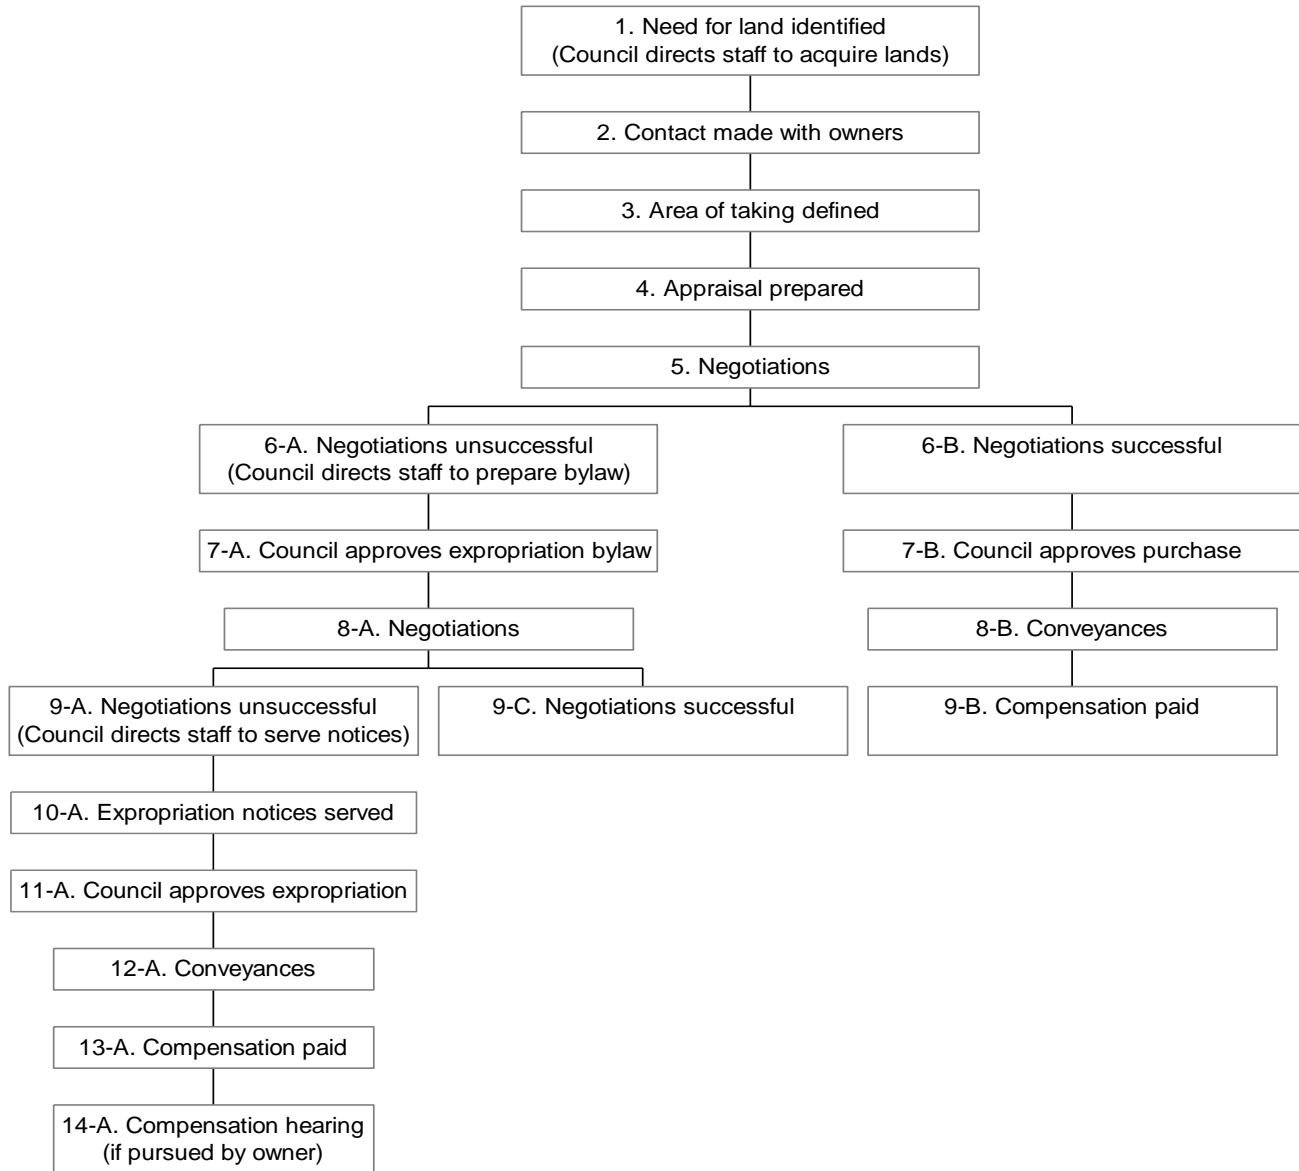 1. Need for land identified
(Council directs staff to acquire lands)
2. Contact made with owners
3. Area of taking defined
4. Appraisal prepared
5. Negotiations
6-A. Negotiations unsuccessful
(Council directs staff to prepare bylaw)
6-B. Negotiations successful
7-A. Council approves expropriation bylaw
7-B. Council approves purchase
8-A. Negotiations
8-B. Conveyances
9-A. Negotiations unsuccessful
(Council directs staff to serve notices)
9-C. Negotiations successful
9-B. Compensation paid
10-A. Expropriation notices served
11-A. Council approves expropriation
12-A. Conveyances
13-A. Compensation paid
14-A. Compensation hearing
(if pursued by owner)